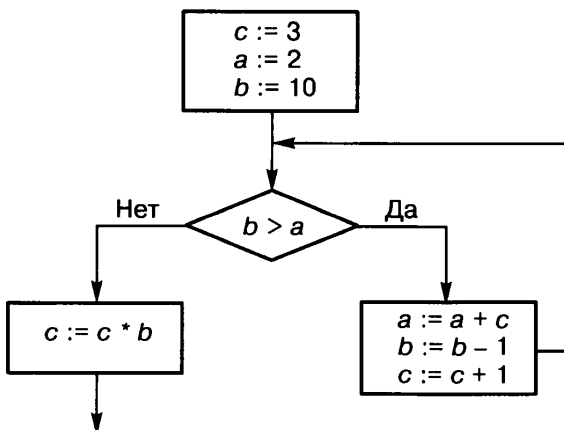 c := 3
a := 2
b := 10
Нет
b > a
Да
c := c * b
a := a + c
b := b – 1
c := c + 1